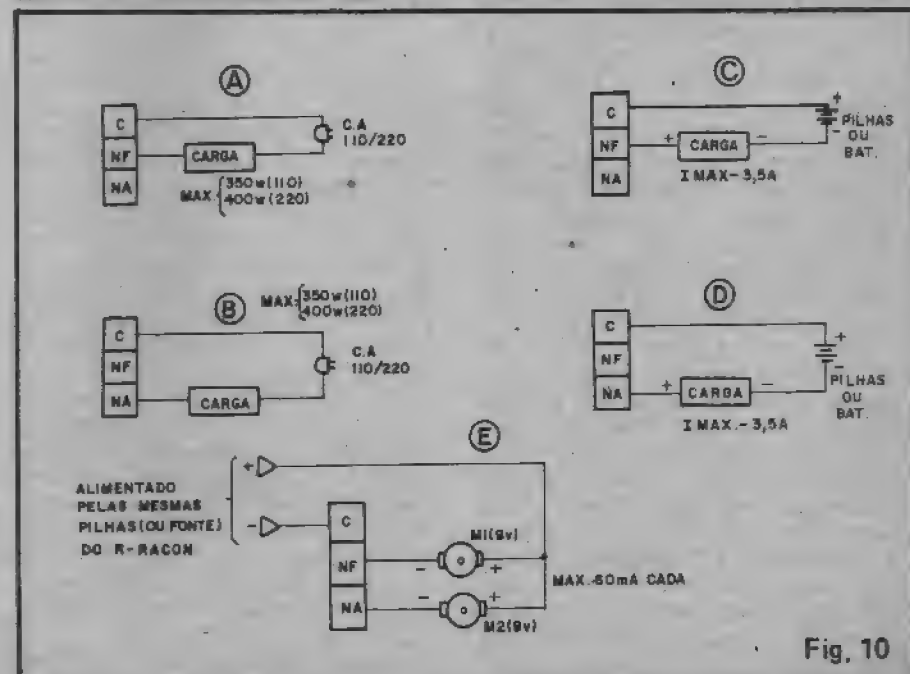 A
C
NF
NA
CARGA
C.A
110/220
MAX. 350w(110)
400w(220)
B
MAX. 350w(110)
400w(220)
C
NF
NA
CARGA
C.A
110/220
C
C
NF
NA
+ CARGA -
+
-
PILHAS
OU
BAT.
I MAX-3,5A
D
C
NF
NA
+ CARGA -
+
-
PILHAS
OU
BAT.
I MAX.-3,5A
E
ALIMENTADO
PELAS MESMAS
PILHAS (OU FONTE)
DO R-RACON
+
-
C
NF
NA
M1(9v)
- +
- +
M2(9v)
MAX.-60mA CADA
Fig. 10